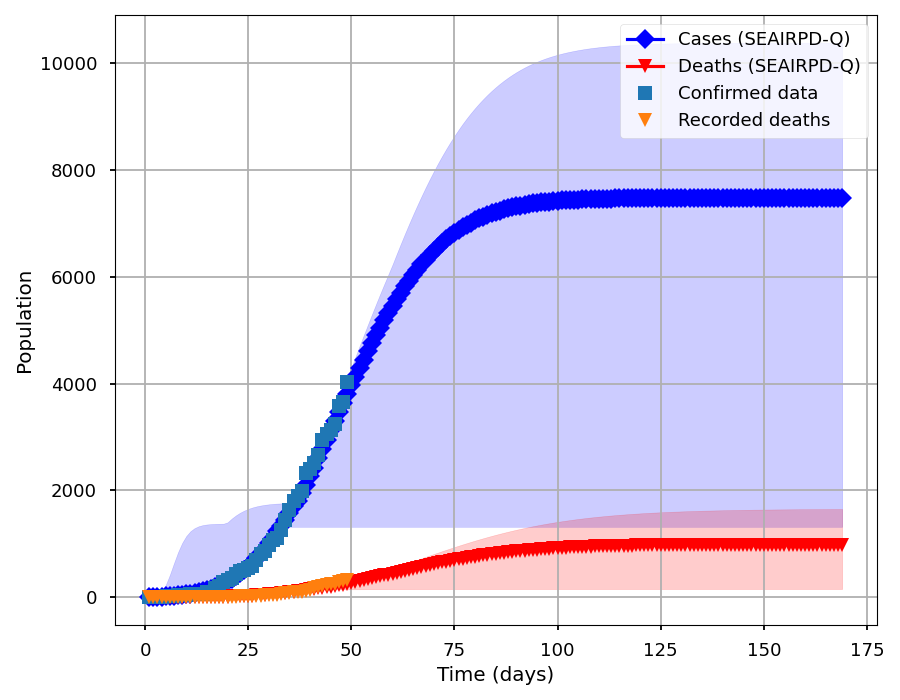 Cases (SEAIRPD-Q)
Deaths (SEAIRPD-Q)
Confirmed data
Recorded deaths
Population
10000
8000
6000
4000
2000
0
0 25 50 75 100 125 150 175
Time (days)